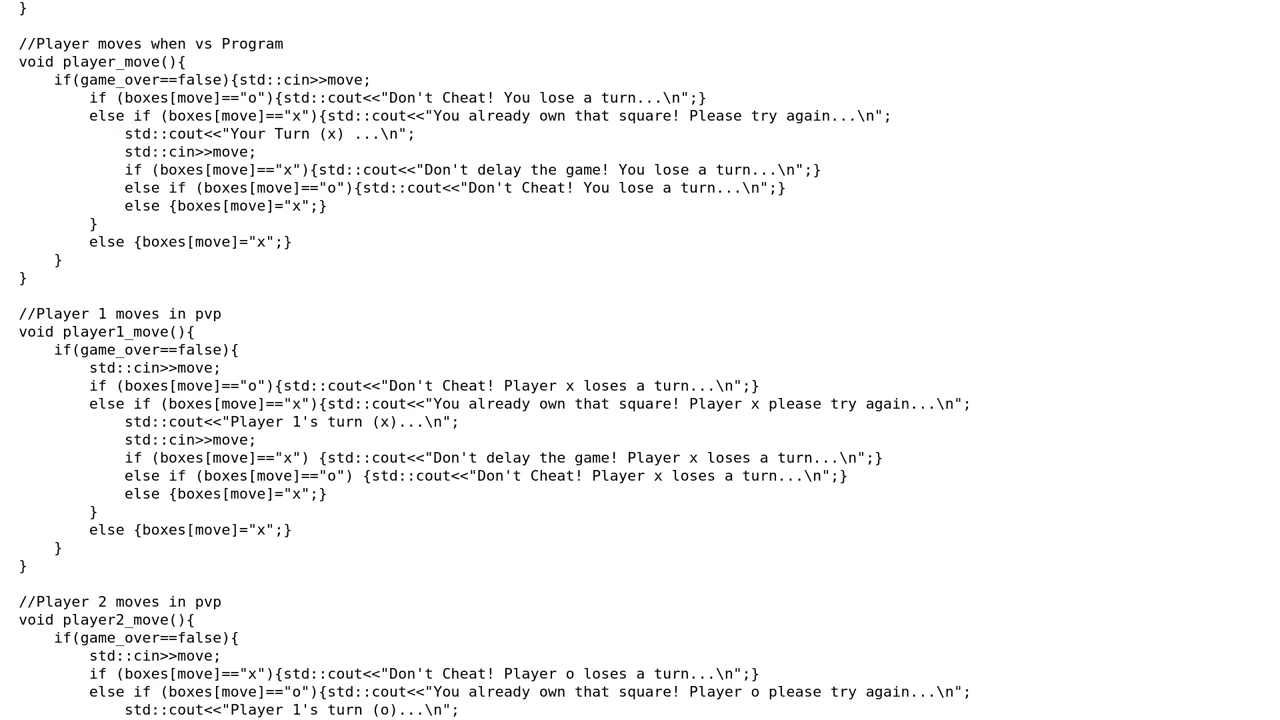 }

//Player moves when vs Program
void player_move(){
    if(game_over==false){std::cin>>move;
        if (boxes[move]=="o"){std::cout<<"Don't Cheat! You lose a turn...\n";}
        else if (boxes[move]=="x"){std::cout<<"You already own that square! Please try again...\n";
            std::cout<<"Your Turn (x) ...\n";
            std::cin>>move;
            if (boxes[move]=="x"){std::cout<<"Don't delay the game! You lose a turn...\n";}
            else if (boxes[move]=="o"){std::cout<<"Don't Cheat! You lose a turn...\n";}
            else {boxes[move]="x";}
        }
        else {boxes[move]="x";}
    }
}

//Player 1 moves in pvp
void player1_move(){
    if(game_over==false){
        std::cin>>move;
        if (boxes[move]=="o"){std::cout<<"Don't Cheat! Player x loses a turn...\n";}
        else if (boxes[move]=="x"){std::cout<<"You already own that square! Player x please try again...\n";
            std::cout<<"Player 1's turn (x)...\n";
            std::cin>>move;
            if (boxes[move]=="x") {std::cout<<"Don't delay the game! Player x loses a turn...\n";}
            else if (boxes[move]=="o") {std::cout<<"Don't Cheat! Player x loses a turn...\n";}
            else {boxes[move]="x";}
        }
        else {boxes[move]="x";}
    }
}

//Player 2 moves in pvp
void player2_move(){
    if(game_over==false){
        std::cin>>move;
        if (boxes[move]=="x"){std::cout<<"Don't Cheat! Player o loses a turn...\n";}
        else if (boxes[move]=="o"){std::cout<<"You already own that square! Player o please try again...\n";
            std::cout<<"Player 1's turn (o)...\n";